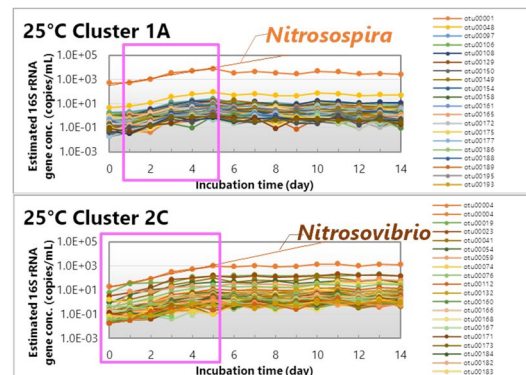 25°C Cluster 1A
Nitrosospira
Estimated 16S rRNA
gene conc. (copies/mL)
1.0E+05
1.0E+03
1.0E+01
1.0E-01
1.0E-03
0 2 4 6 8 10 12 14
Incubation time (day)
otu00001
otu00048
otu00097
otu00106
otu00108
otu00129
otu00150
otu00149
otu00154
otu00158
otu00161
otu00165
otu00172
otu00175
otu00177
otu00186
otu00188
otu00189
otu00195
otu00193
25°C Cluster 2C
Nitrosovibrio
Estimated 16S rRNA
gene conc. (copies/mL)
1.0E+05
1.0E+03
1.0E+01
1.0E-01
1.0E-03
0 2 4 6 8 10 12 14
Incubation time (day)
otu00004
otu00004
otu00019
otu00023
otu00041
otu00054
otu00059
otu00074
otu00076
otu00112
otu00132
otu00160
otu00166
otu00168
otu00167
otu00171
otu00173
otu00184
otu00182
otu00183